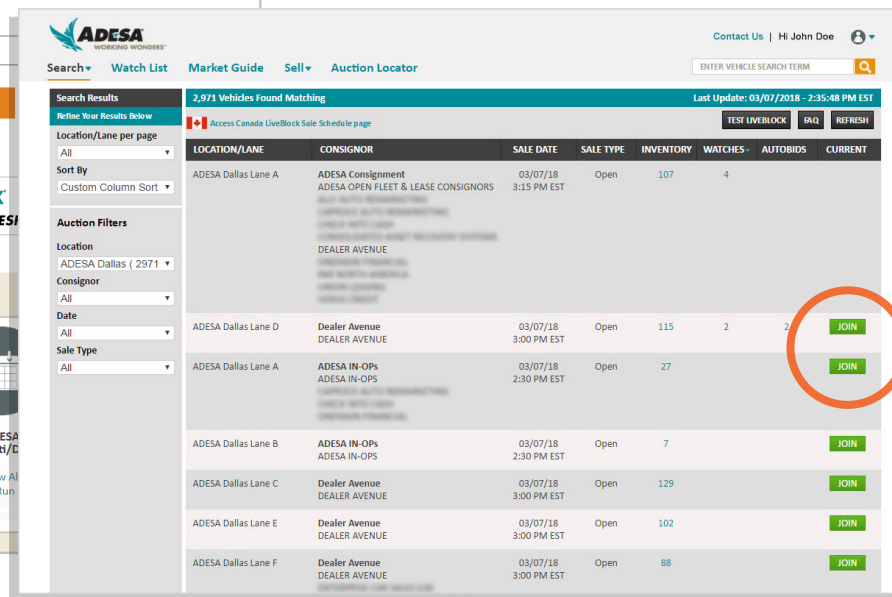 ADESA
WORKING WONDERS
Contact Us | Hi John Doe
Search Watch List Market Guide Sell Auction Locator
ENTER VEHICLE SEARCH TERM
Search Results
Refine Your Results Below
Location/Lane per page
All
Sort By
Custom Column Sort
Auction Filters
Location
ADESA Dallas ( 2971
Consignor
All
Date
All
Sale Type
All
2,971 Vehicles Found Matching
Last Update: 03/07/2018 - 2:35:48 PM EST
Access Canada LiveBlock Sale Schedule page
TEST LIVEBLOCK FAQ REFRESH
LOCATION/LANE CONSIGNOR SALE DATE SALE TYPE INVENTORY WATCHES AUTOBIDS CURRENT
ADESA Dallas Lane A ADESA Consignment 03/07/18 Open 107 4
ADESA OPEN FLEET & LEASE CONSIGNORS 3:15 PM EST
DEALER AVENUE
ADESA Dallas Lane D Dealer Avenue 03/07/18 Open 115 2 2 JOIN
DEALER AVENUE 3:00 PM EST
ADESA Dallas Lane A ADESA IN-OPs 03/07/18 Open 27 JOIN
ADESA IN-OPS 2:30 PM EST
ADESA Dallas Lane B ADESA IN-OPs 03/07/18 Open 7 JOIN
ADESA IN-OPS 2:30 PM EST
ADESA Dallas Lane C Dealer Avenue 03/07/18 Open 129 JOIN
DEALER AVENUE 3:00 PM EST
ADESA Dallas Lane E Dealer Avenue 03/07/18 Open 102 JOIN
DEALER AVENUE 3:00 PM EST
ADESA Dallas Lane F Dealer Avenue 03/07/18 Open 88 JOIN
DEALER AVENUE 3:00 PM EST